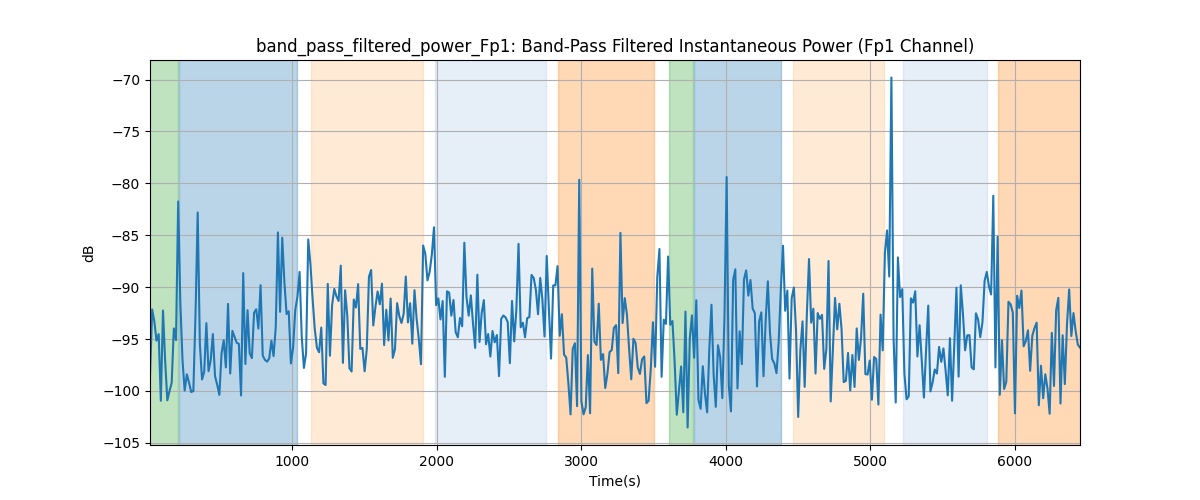 band_pass_filtered_power_Fp1: Band-Pass Filtered Instantaneous Power (Fp1 Channel)
−70
−75
−80
−85
−90
−95
−100
−105
dB
1000 2000 3000 4000 5000 6000
Time(s)